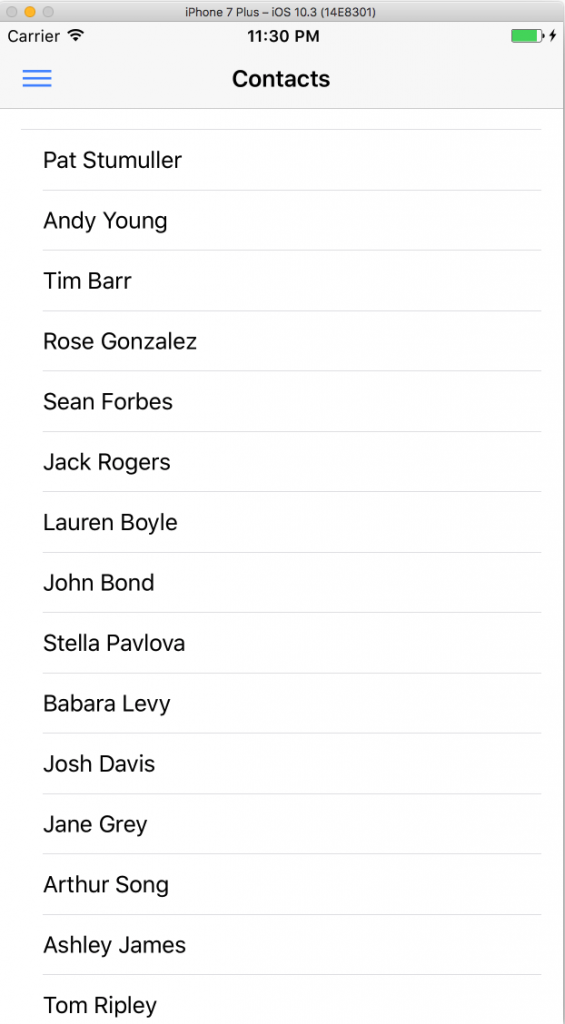 iPhone 7 Plus – iOS 10.3 (14E8301)
Carrier 11:30 PM
Contacts
Pat Stumuller
Andy Young
Tim Barr
Rose Gonzalez
Sean Forbes
Jack Rogers
Lauren Boyle
John Bond
Stella Pavlova
Babara Levy
Josh Davis
Jane Grey
Arthur Song
Ashley James
Tom Ripley